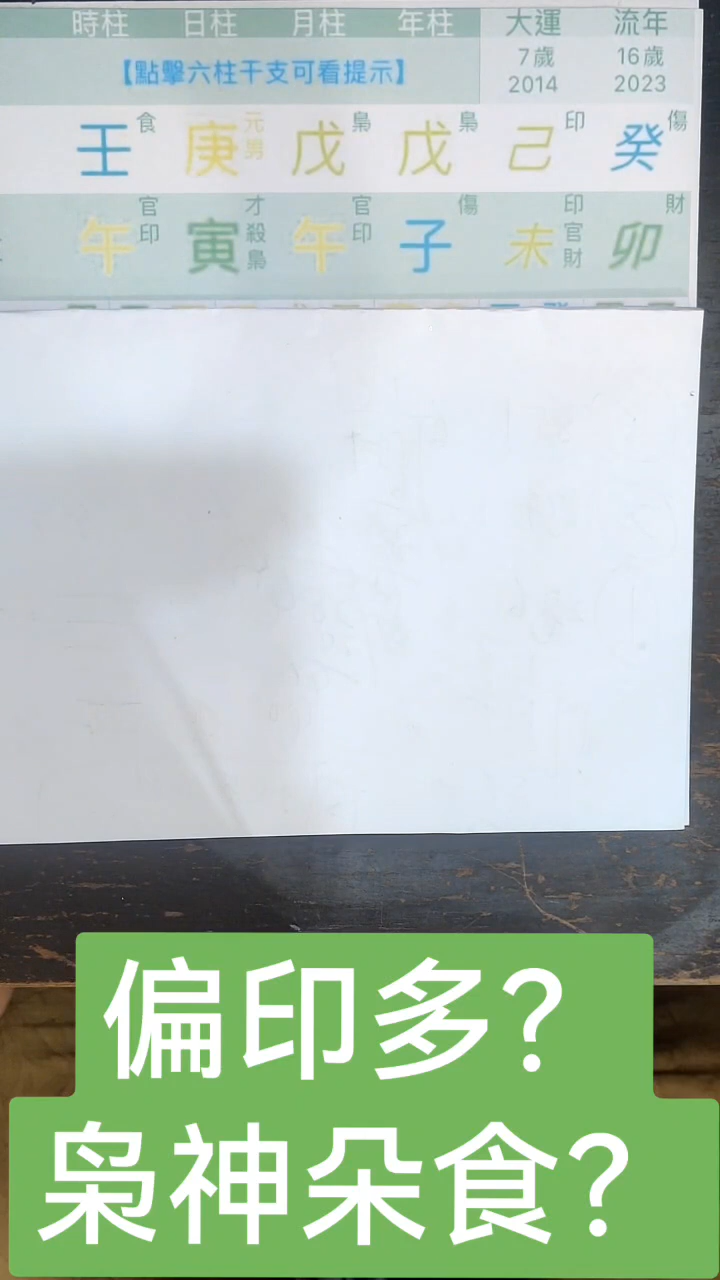 時柱 日柱 月柱 年柱 大運 流年
【點擊六柱干支可看提示】 7歲 2014 16歲 2023
壬 食 庚 元男 戊 梟 戊 梟 己 印 癸 傷
午 官印 寅 才殺梟 午 官印 子 傷 未 印官財 卯 財
偏印多?
枭神朵食?